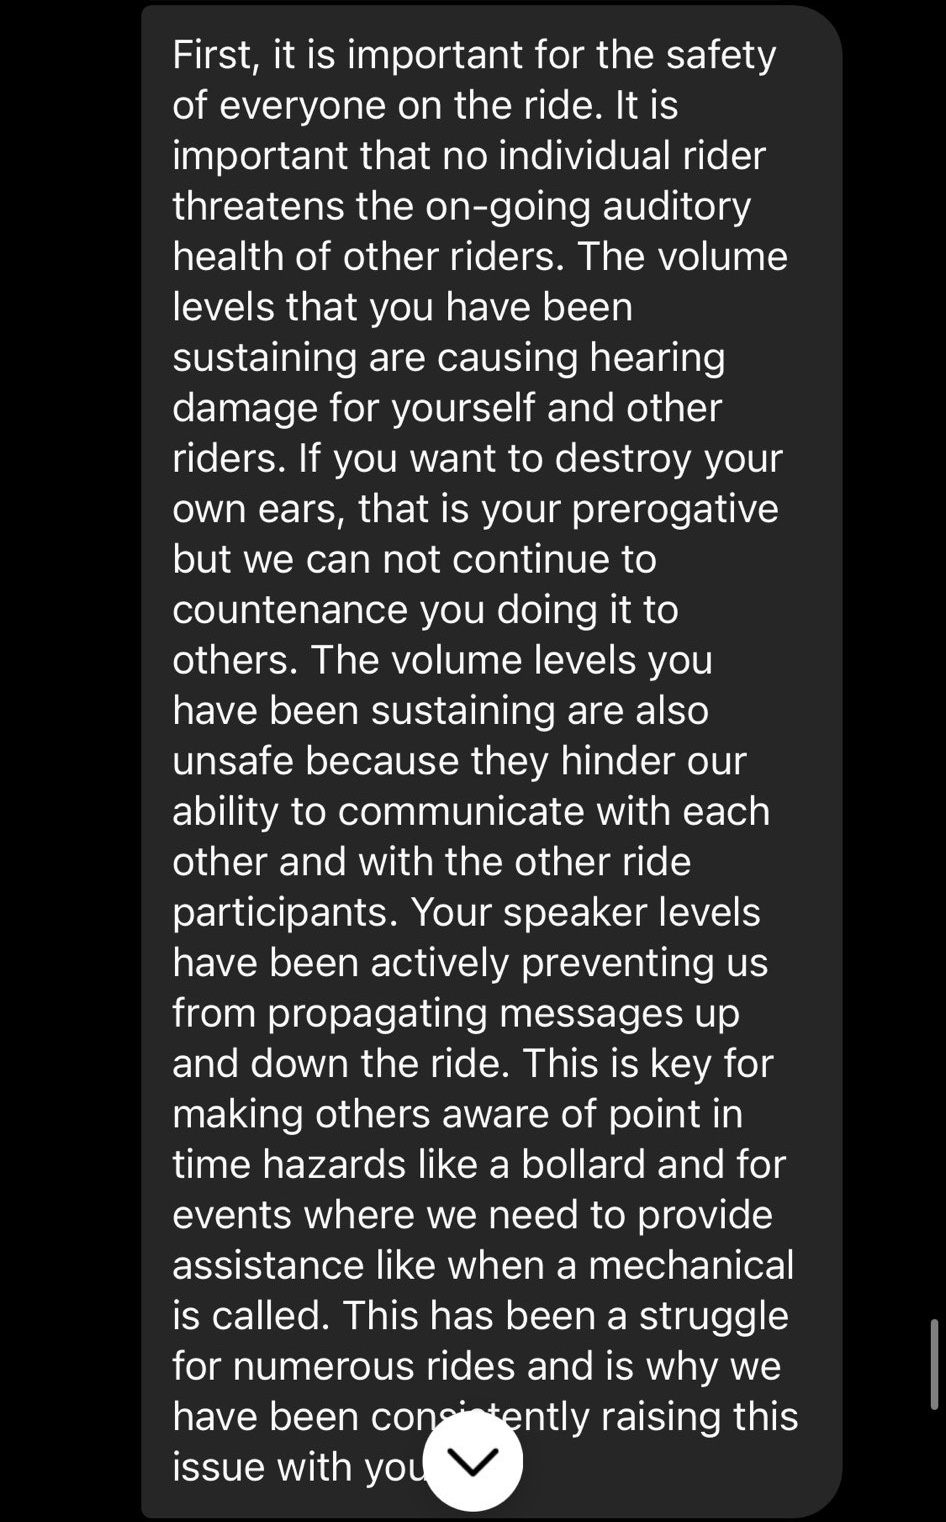 First, it is important for the safety
of everyone on the ride. It is
important that no individual rider
threatens the on-going auditory
health of other riders. The volume
levels that you have been
sustaining are causing hearing
damage for yourself and other
riders. If you want to destroy your
own ears, that is your prerogative
but we can not continue to
countenance you doing it to
others. The volume levels you
have been sustaining are also
unsafe because they hinder our
ability to communicate with each
other and with the other ride
participants. Your speaker levels
have been actively preventing us
from propagating messages up
and down the ride. This is key for
making others aware of point in
time hazards like a bollard and for
events where we need to provide
assistance like when a mechanical
is called. This has been a struggle
for numerous rides and is why we
have been consistently raising this
issue with you